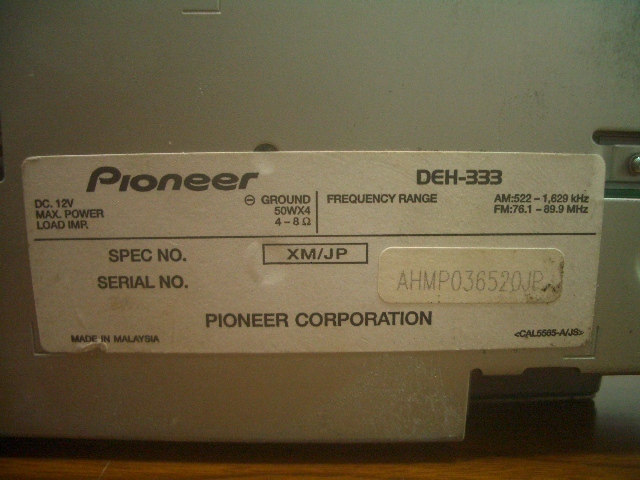 Pioneer DEH-333
DC. 12V ⊖ GROUND
MAX. POWER 50WX4
LOAD IMP. 4 – 8 Ω
FREQUENCY RANGE AM:522 – 1,629 kHz
FM:76.1 – 89.9 MHz
SPEC NO. XM/JP
SERIAL NO. AHMP036520JP
PIONEER CORPORATION
MADE IN MALAYSIA <CAL5565-A/JS>